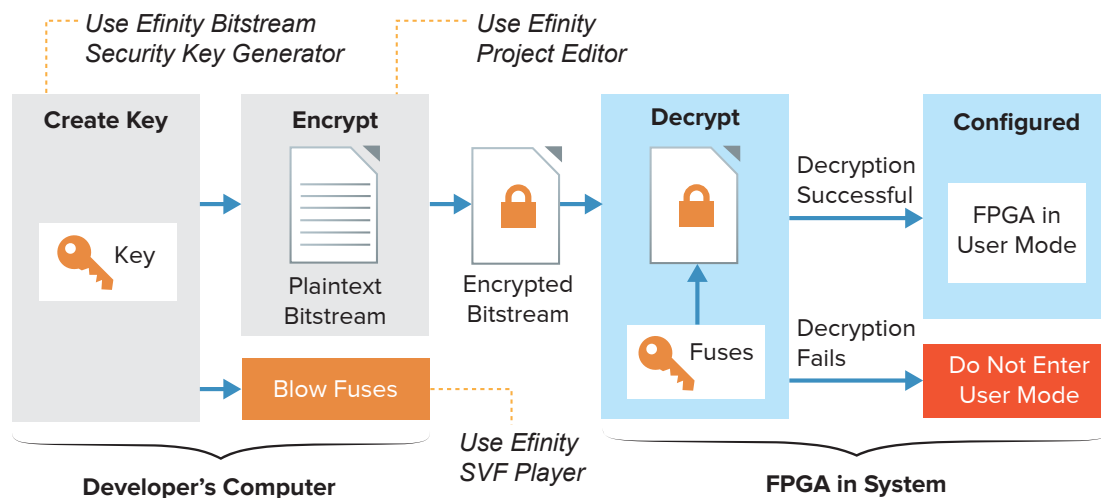 Use Efinity Bitstream
Security Key Generator
Use Efinity
Project Editor
Create Key
Key
Encrypt
Plaintext
Bitstream
Blow Fuses
Encrypted
Bitstream
Use Efinity
SVF Player
Developer's Computer
Decrypt
Fuses
Decryption
Successful
Decryption
Fails
Configured
FPGA in
User Mode
Do Not Enter
User Mode
FPGA in System